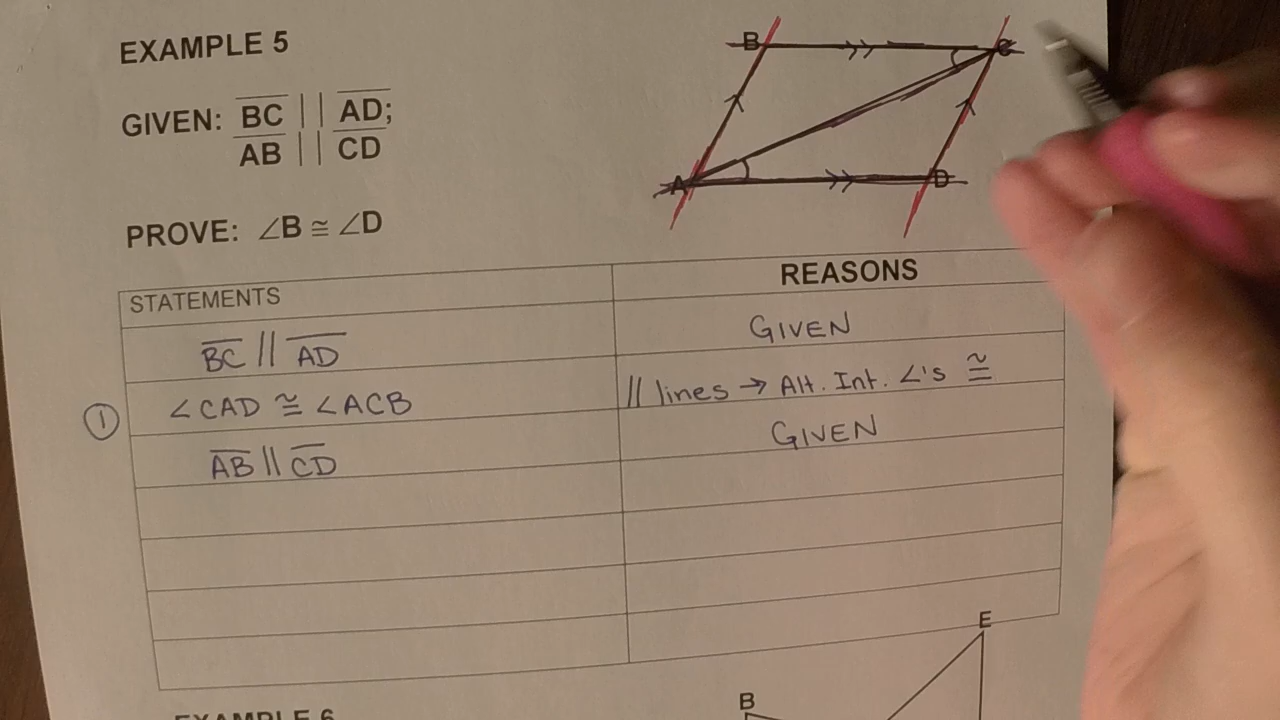 EXAMPLE 5
GIVEN: BC || AD;
AB || CD
PROVE: ∠B ≅ ∠D
B
C
A
D
STATEMENTS
REASONS
BC // AD
GIVEN
① ∠CAD ≅ ∠ACB
// lines → Alt. Int. ∠'s ≅
AB // CD
GIVEN
E
B
EXAMPLE 6